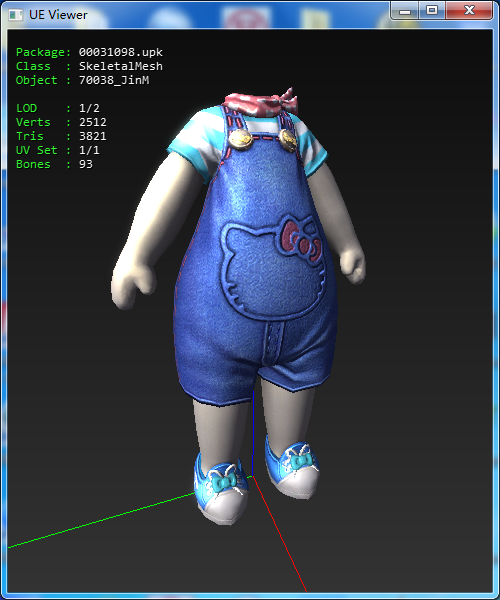 UE Viewer
Package: 00031098.upk
Class : SkeletalMesh
Object : 70038_JinM
LOD : 1/2
Verts : 2512
Tris : 3821
UV Set : 1/1
Bones : 93